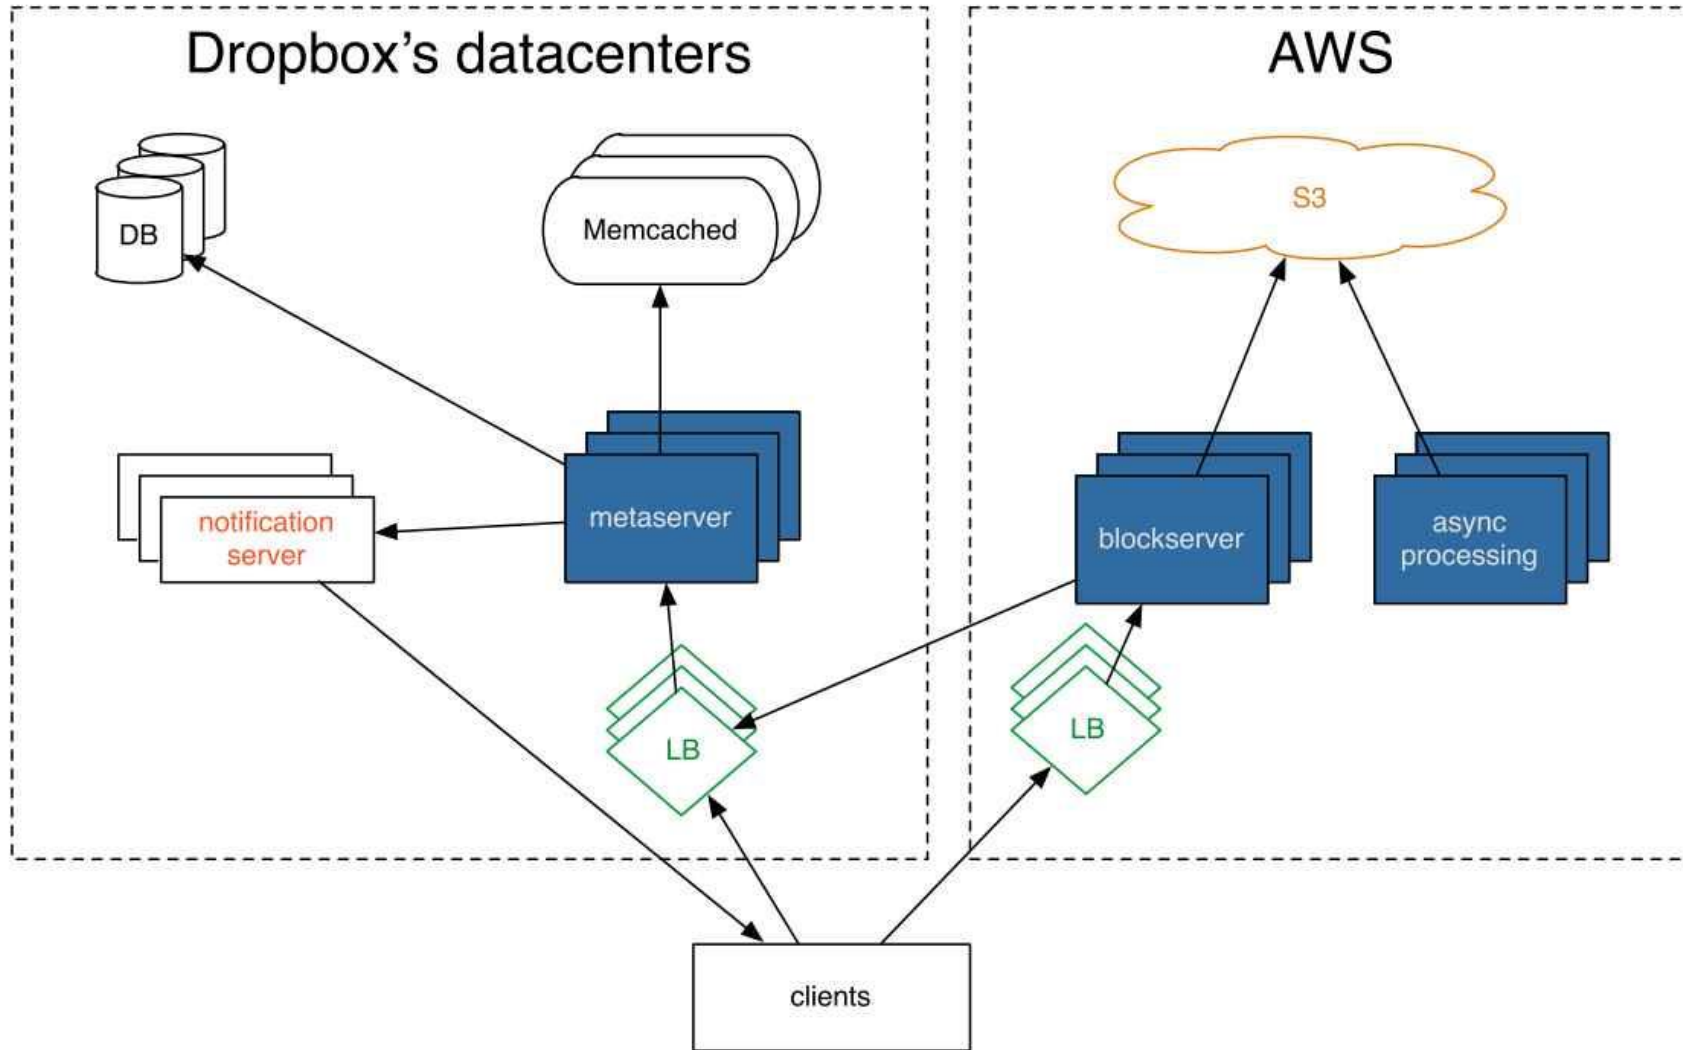 Dropbox's datacenters
AWS
DB
Memcached
S3
notification
server
metaserver
blockserver
async
processing
LB
LB
clients